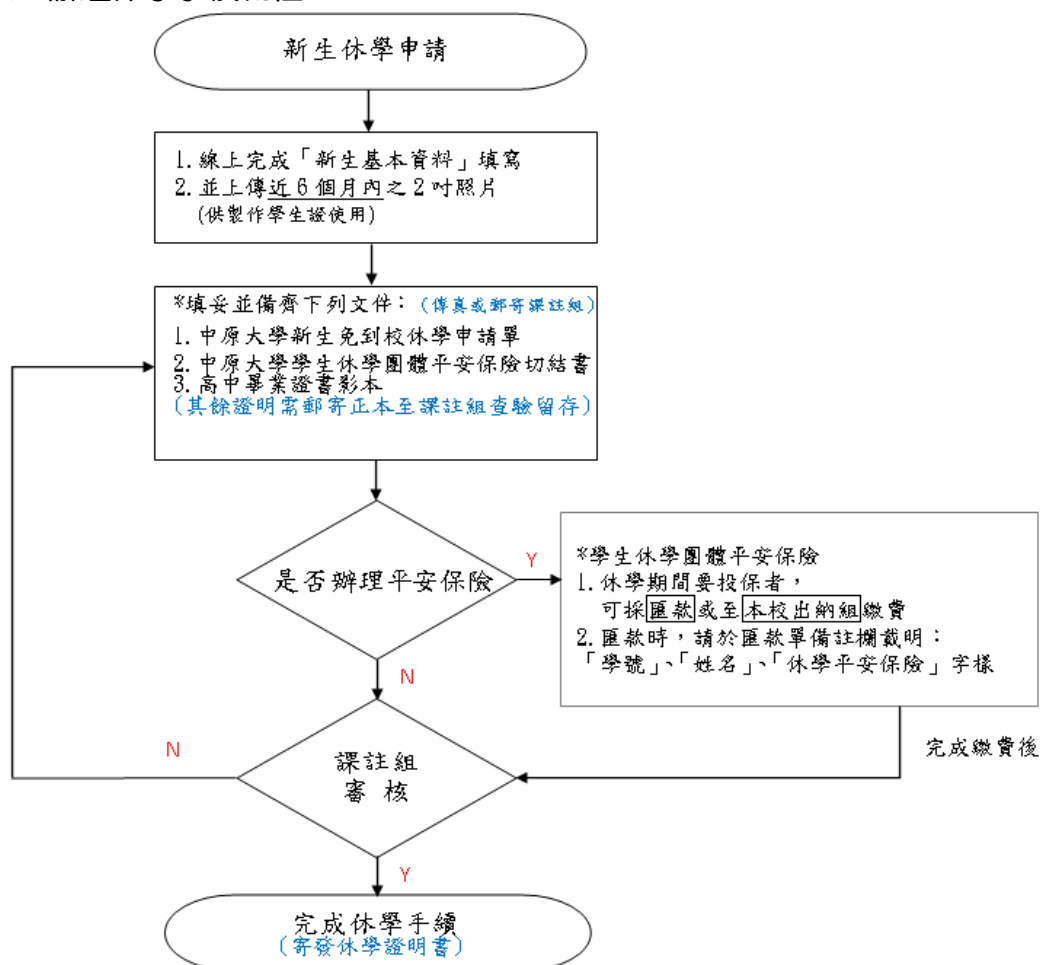 新生休學申請
1. 線上完成「新生基本資料」填寫
2. 並上傳近6個月內之2吋照片
(供製作學生證使用)
*填妥並備齊下列文件：(傳真或郵寄課註組)
1. 中原大學新生免到校休學申請單
2. 中原大學學生休學團體平安保險切結書
3. 高中畢業證書影本
(其餘證明需郵寄正本至課註組查驗留存)
是否辦理平安保險
Y
*學生休學團體平安保險
1. 休學期間要投保者，
可採匯款或至本校出納組繳費
2. 匯款時，請於匯款單備註欄載明：
「學號」、「姓名」、「休學平安保險」字樣
N
完成繳費後
N
課註組
審 核
Y
完成休學手續
(寄發休學證明書)